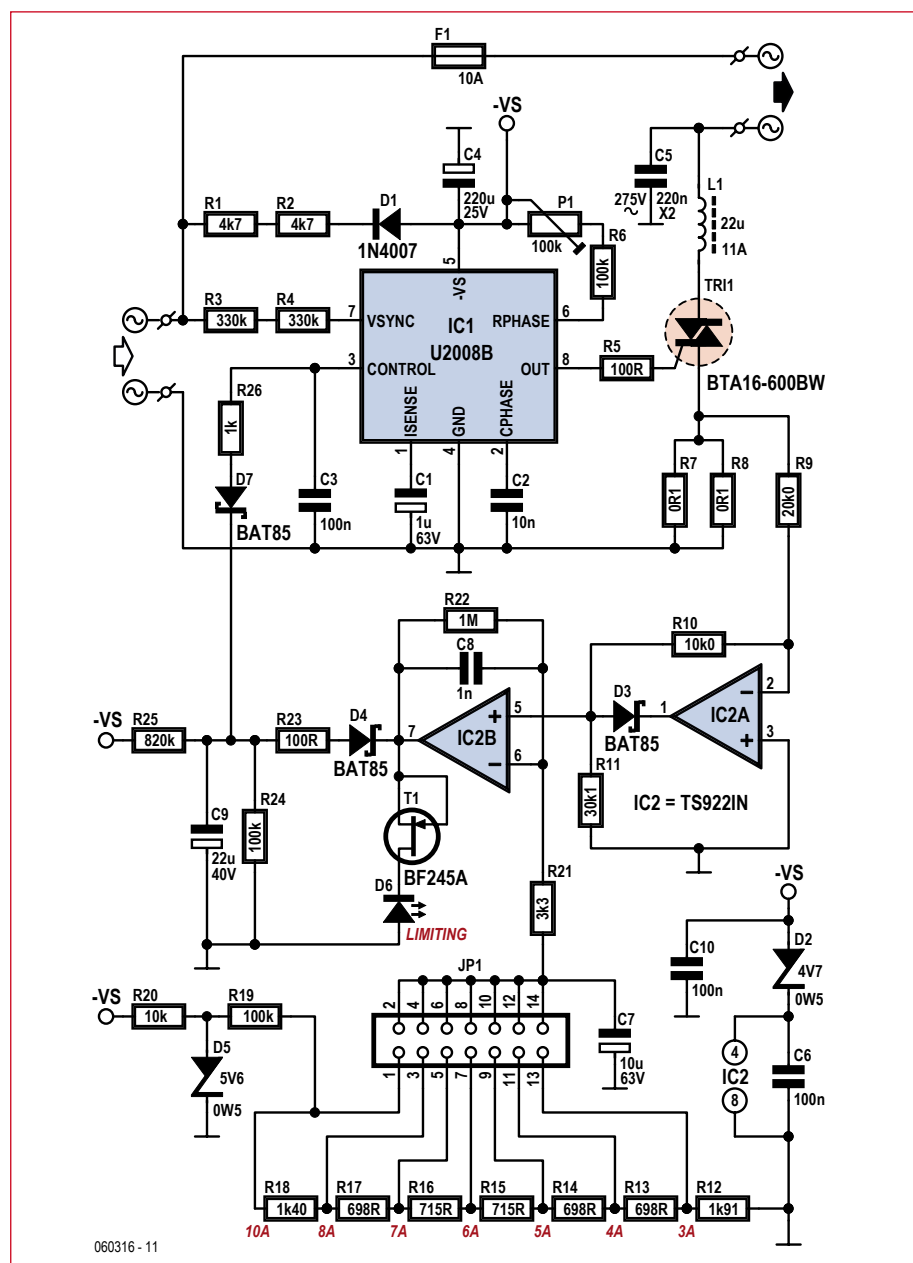 F1
10A
-VS
C4
220u
25V
C5
275V
~
220n
X2
L1
22u
11A
R1
4k7
R2
4k7
D1
1N4007
P1
100k
R6
100k
TRI1
5
-VS
R3
330k
R4
330k
7
VSYNC
IC1
U2008B
RPHASE
6
3
CONTROL
OUT
8
R5
100R
BTA16-600BW
ISENSE
GND
CPHASE
1
4
2
R26
1k
D7
BAT85
C3
100n
C1
1u
63V
C2
10n
R7
0R1
R8
0R1
R9
20k0
R22
1M
C8
1n
R10
10k0
-VS
R25
820k
R23
100R
D4
BAT85
7
IC2B
+
5
−
6
D3
BAT85
1
IC2A
−
2
+
3
R11
30k1
IC2 = TS922IN
C9
22u
40V
R24
100k
T1
BF245A
D6
LIMITING
R21
3k3
-VS
C10
100n
D2
4V7
0W5
4
IC2
8
C6
100n
-VS
R20
10k
R19
100k
D5
5V6
0W5
JP1
2
4
6
8
10
12
14
1
3
5
7
9
11
13
C7
10u
63V
R18
1k40
R17
698R
R16
715R
R15
715R
R14
698R
R13
698R
R12
1k91
10A
8A
7A
6A
5A
4A
3A
060316 - 11